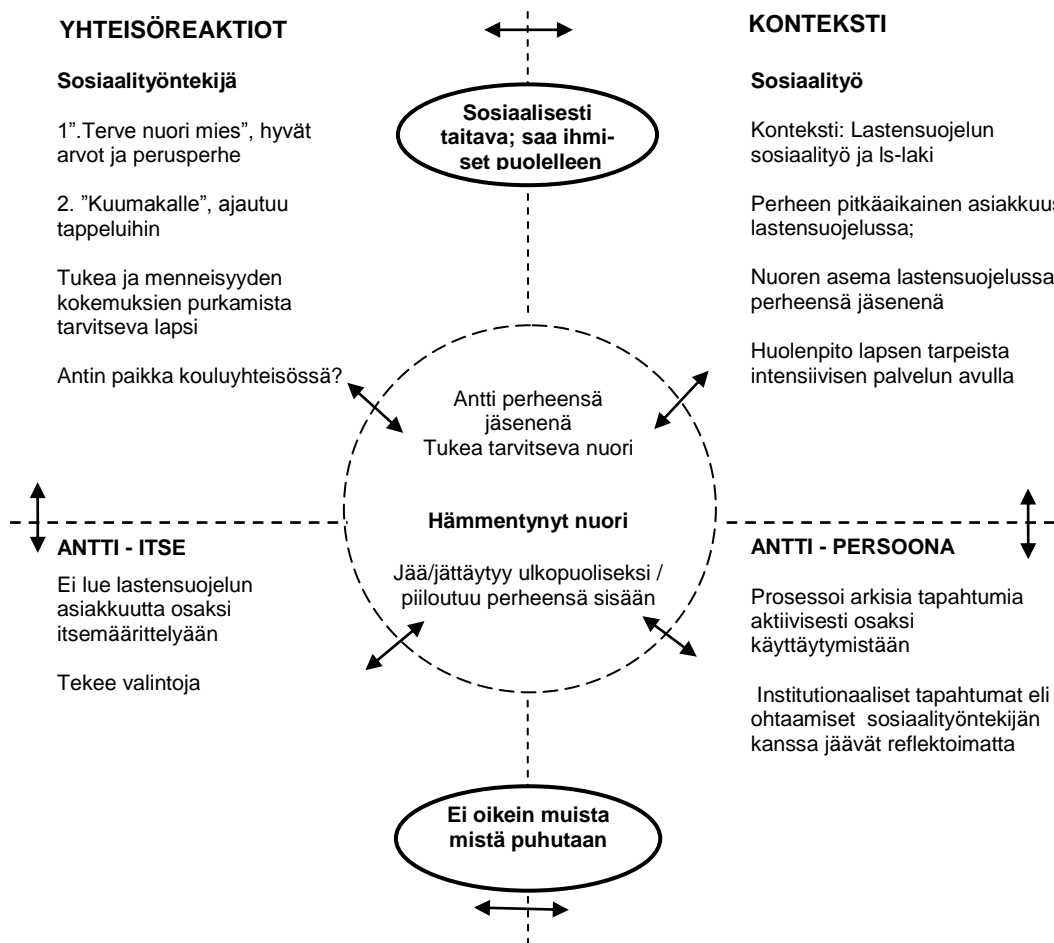 YHTEISÖREAKTIOT
Sosiaalityöntekijä
1”.Terve nuori mies”, hyvät
arvot ja perusperhe
2. ”Kuumakalle”, ajautuu
tappeluihin
Tukea ja menneisyyden
kokemuksien purkamista
tarvitseva lapsi
Antin paikka kouluyhteisössä?
Sosiaalisesti
taitava; saa ihmi-
set puolelleen
KONTEKSTI
Sosiaalityö
Konteksti: Lastensuojelun
sosiaalityö ja ls-laki
Perheen pitkäaikainen asiakkuus
lastensuojelussa;
Nuoren asema lastensuojelussa
perheensä jäsenenä
Huolenpito lapsen tarpeista
intensiivisen palvelun avulla
Antti perheensä
jäsenenä
Tukea tarvitseva nuori
Hämmentynyt nuori
Jää/jättäytyy ulkopuoliseksi /
piiloutuu perheensä sisään
ANTTI - ITSE
Ei lue lastensuojelun
asiakkuutta osaksi
itsemäärittelyään
Tekee valintoja
ANTTI - PERSOONA
Prosessoi arkisia tapahtumia
aktiivisesti osaksi
käyttäytymistään
Institutionaaliset tapahtumat eli
ohtaamiset sosiaalityöntekijän
kanssa jäävät reflektoimatta
Ei oikein muista
mistä puhutaan